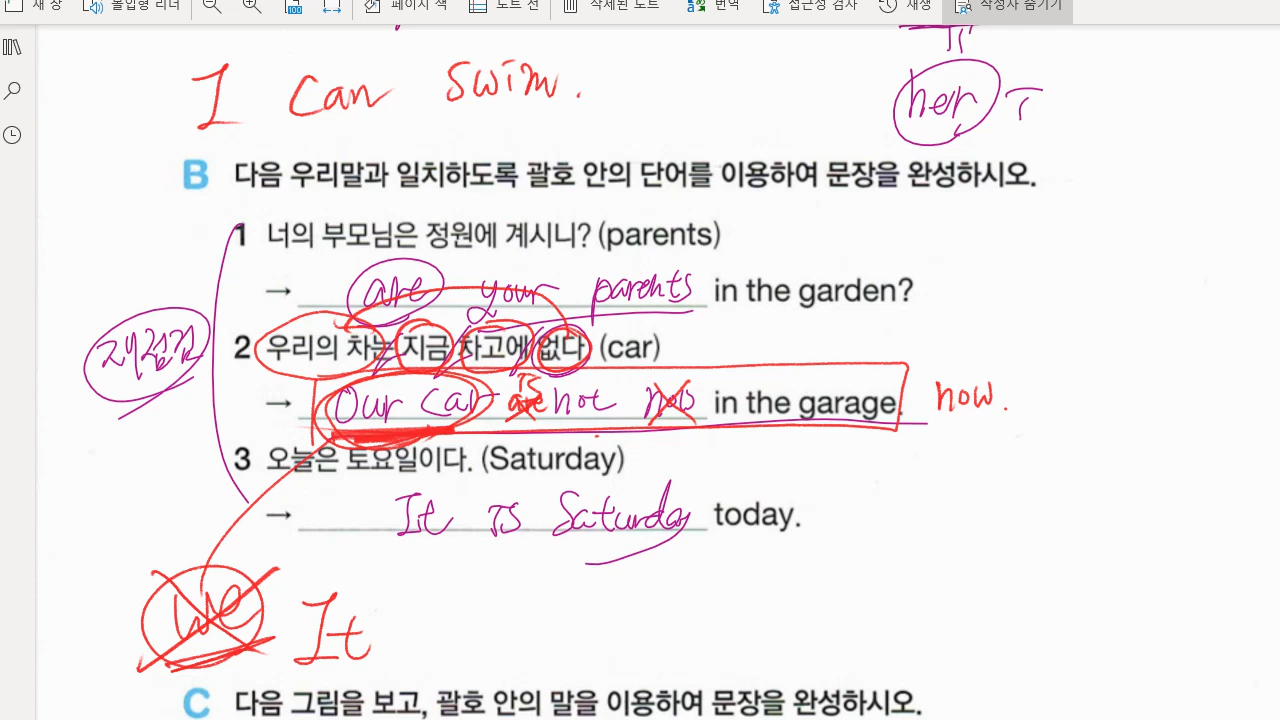 새 창 몰입형 리더 100 페이지 색 노트 선 삭제된 노트 번역 접근성 검사 재생 작성자 숨기기
I can swim.
her
B 다음 우리말과 일치하도록 괄호 안의 단어를 이용하여 문장을 완성하시오.
1 너의 부모님은 정원에 계시니? (parents)
→ are your parents in the garden?
재점검
2 우리의 차는 지금 차고에 없다 (car)
is
→ Our car are not now in the garage. now.
3 오늘은 토요일이다. (Saturday)
→ It is Saturday today.
we It
C 다음 그림을 보고, 괄호 안의 말을 이용하여 문장을 완성하시오.